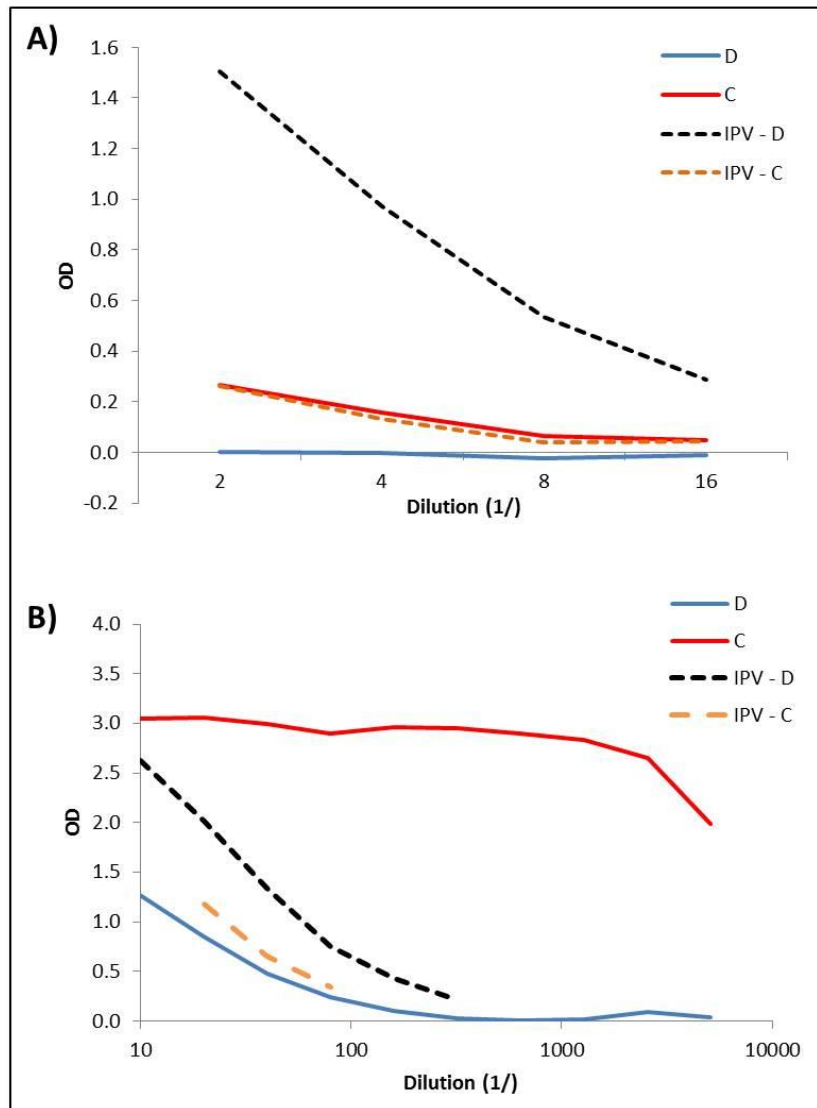 A)
1.6
1.4
1.2
1.0
0.8
0.6
0.4
0.2
0.0
-0.2
OD
2 4 8 16
Dilution (1/)
D
C
IPV - D
IPV - C
B)
4.0
3.5
3.0
2.5
2.0
1.5
1.0
0.5
0.0
OD
10 100 1000 10000
Dilution (1/)
D
C
IPV - D
IPV - C